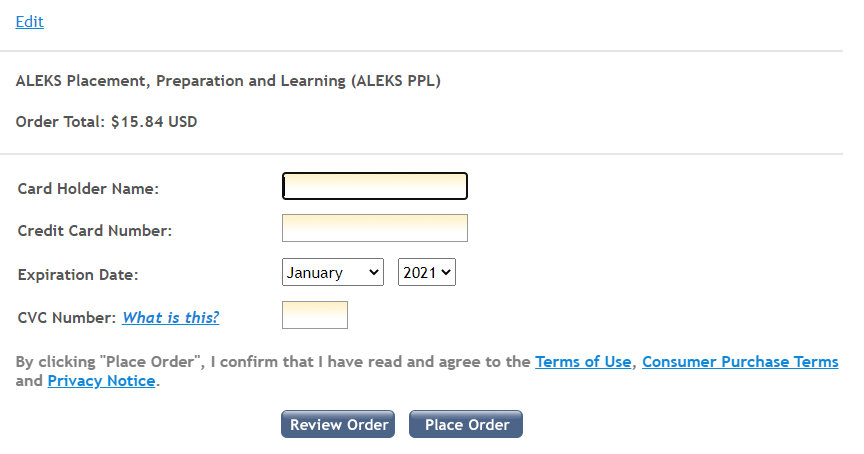 Edit
ALEKS Placement, Preparation and Learning (ALEKS PPL)
Order Total: $15.84 USD
Card Holder Name:
Credit Card Number:
Expiration Date: January 2021
CVC Number: What is this?
By clicking "Place Order", I confirm that I have read and agree to the Terms of Use, Consumer Purchase Terms
and Privacy Notice.
Review Order Place Order